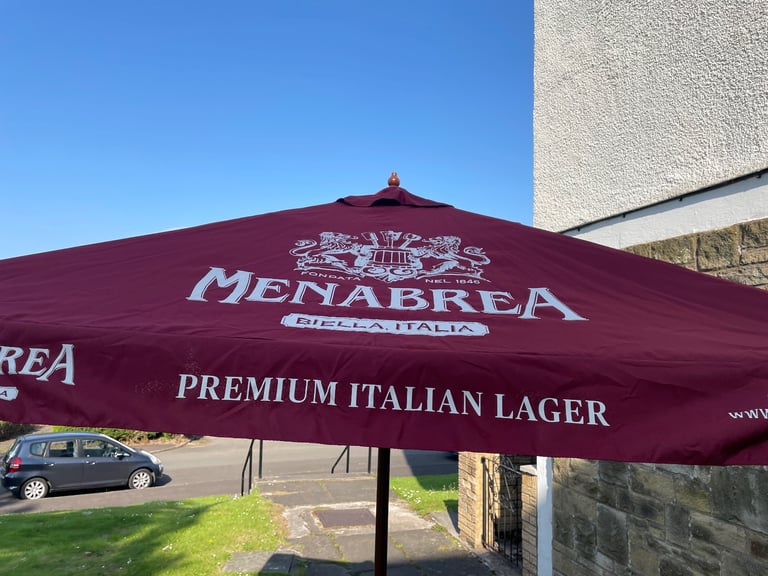 FONDATA NEL 1846
MENABREA
BIELLA, ITALIA
PREMIUM ITALIAN LAGER
REA
www